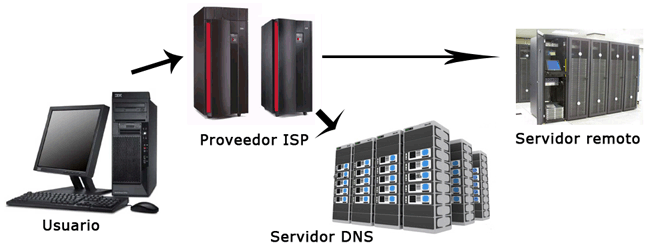 Proveedor ISP
Servidor remoto
Usuario
Servidor DNS